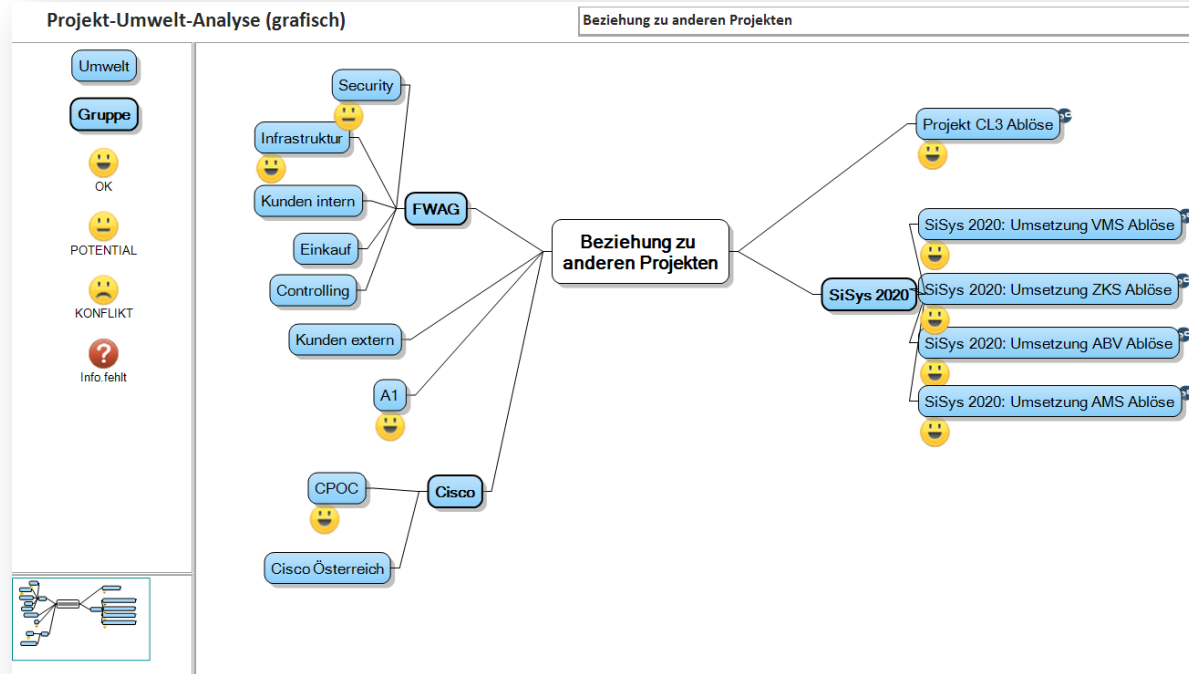 Projekt-Umwelt-Analyse (grafisch)
Beziehung zu anderen Projekten
Umwelt
Gruppe
OK
POTENTIAL
KONFLIKT
Info.fehlt
Security
Infrastruktur
Kunden intern
Einkauf
Controlling
FWAG
Kunden extern
A1
CPOC
Cisco
Cisco Österreich
Beziehung zu
anderen Projekten
Projekt CL3 Ablöse
SiSys 2020
SiSys 2020: Umsetzung VMS Ablöse
SiSys 2020: Umsetzung ZKS Ablöse
SiSys 2020: Umsetzung ABV Ablöse
SiSys 2020: Umsetzung AMS Ablöse